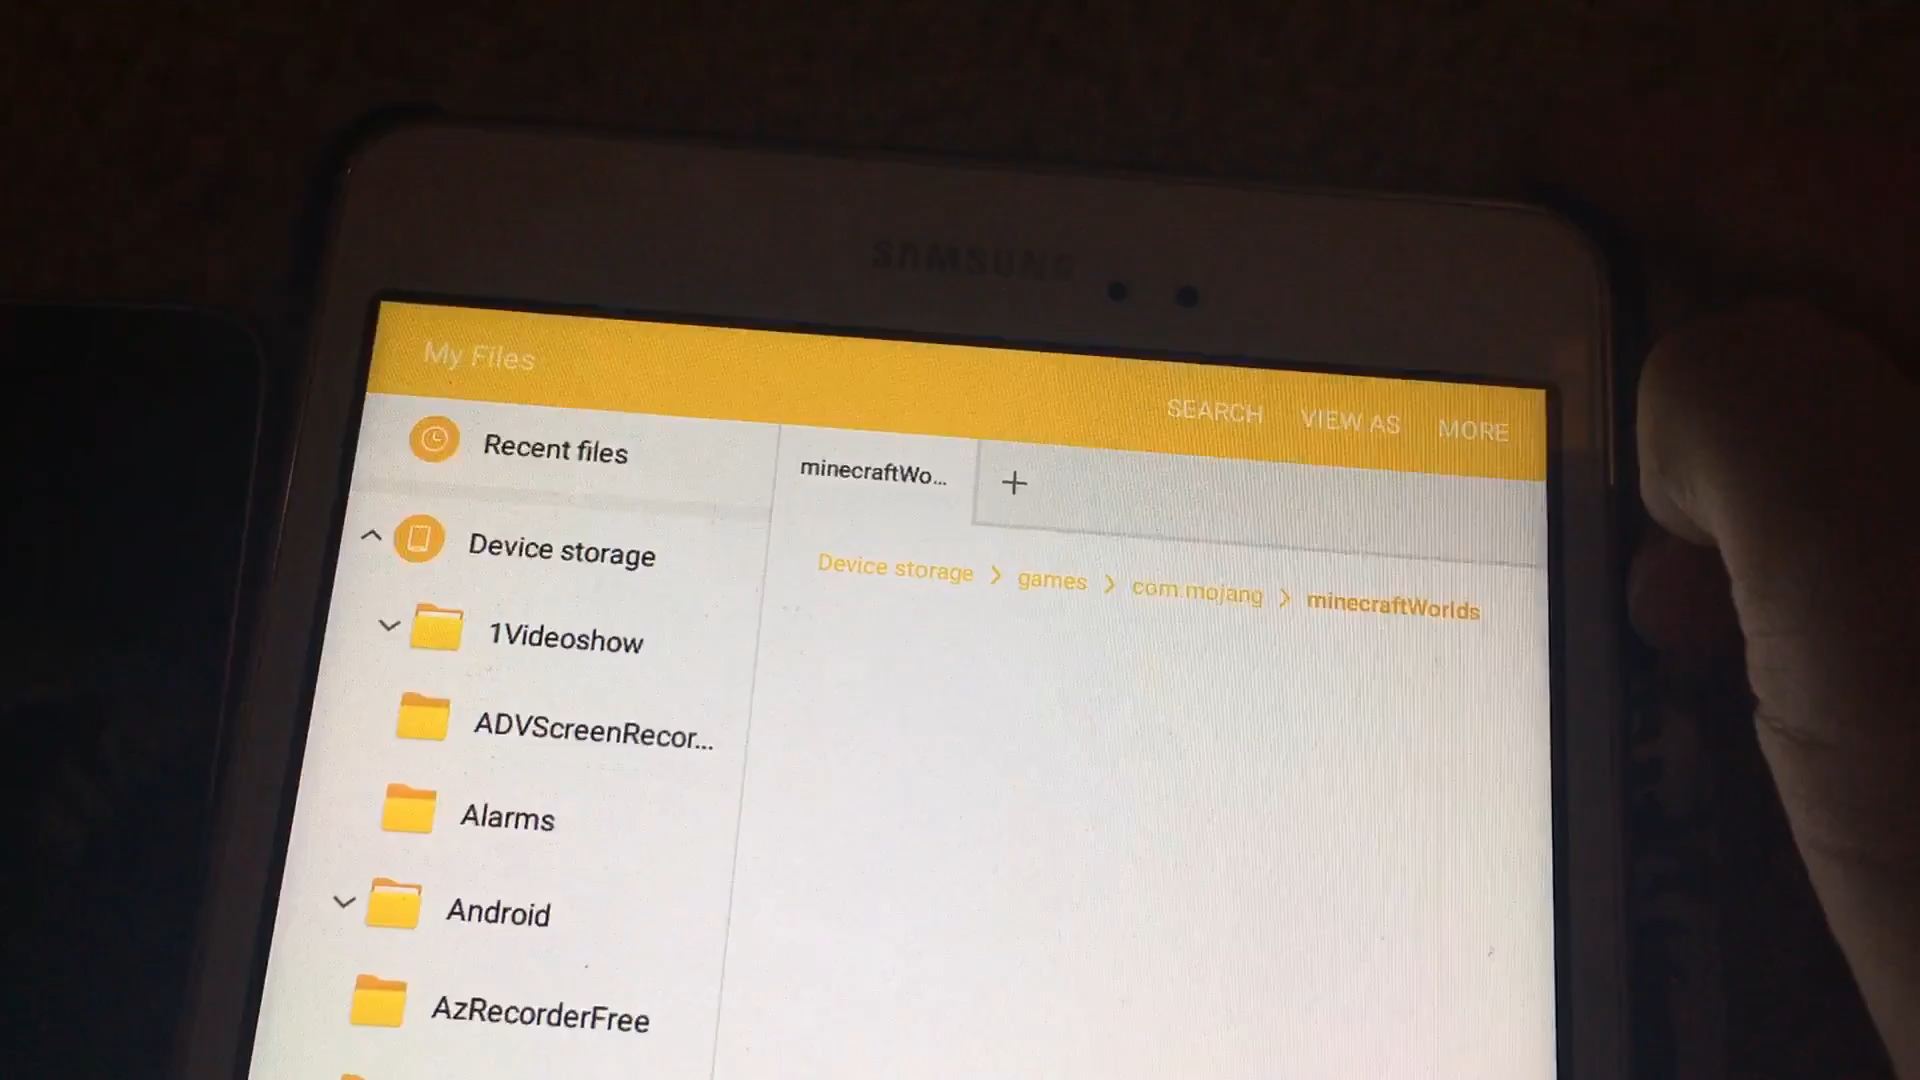 SAMSUNG
My Files
SEARCH VIEW AS MORE
Recent files
minecraftWo... +
Device storage
Device storage > games > com.mojang > minecraftWorlds
1Videoshow
ADVScreenRecor...
Alarms
Android
AzRecorderFree